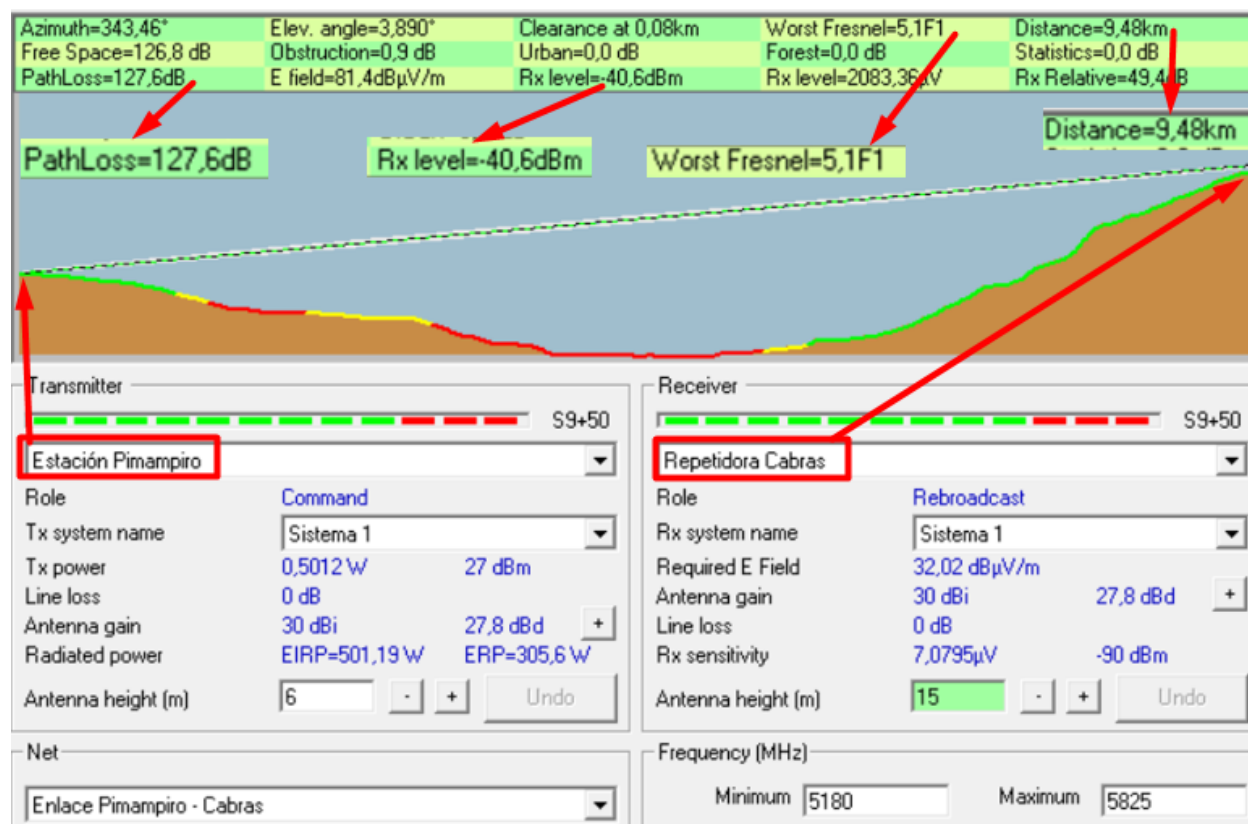 Azimuth=343,46° Elev. angle=3,890° Clearance at 0,08km Worst Fresnel=5,1F1 Distance=9,48km
Free Space=126,8 dB Obstruction=0,9 dB Urban=0,0 dB Forest=0,0 dB Statistics=0,0 dB
PathLoss=127,6dB E field=81,4dBµV/m Rx level=-40,6dBm Rx level=2083,36µV Rx Relative=49,4dB
Distance=9,48km
PathLoss=127,6dB Rx level=-40,6dBm Worst Fresnel=5,1F1
Transmitter Receiver
S9+50 S9+50
Estación Pimampiro Repetidora Cabras
Role Command Role Rebroadcast
Tx system name Sistema 1 Rx system name Sistema 1
Tx power 0,5012 W 27 dBm Required E Field 32,02 dBµV/m
Line loss 0 dB Antenna gain 30 dBi 27,8 dBd +
Antenna gain 30 dBi 27,8 dBd + Line loss 0 dB
Radiated power EIRP=501,19 W ERP=305,6 W Rx sensitivity 7,0795µV -90 dBm
Antenna height (m) 6 - + Undo Antenna height (m) 15 - + Undo
Net Frequency (MHz)
Enlace Pimampiro - Cabras Minimum 5180 Maximum 5825